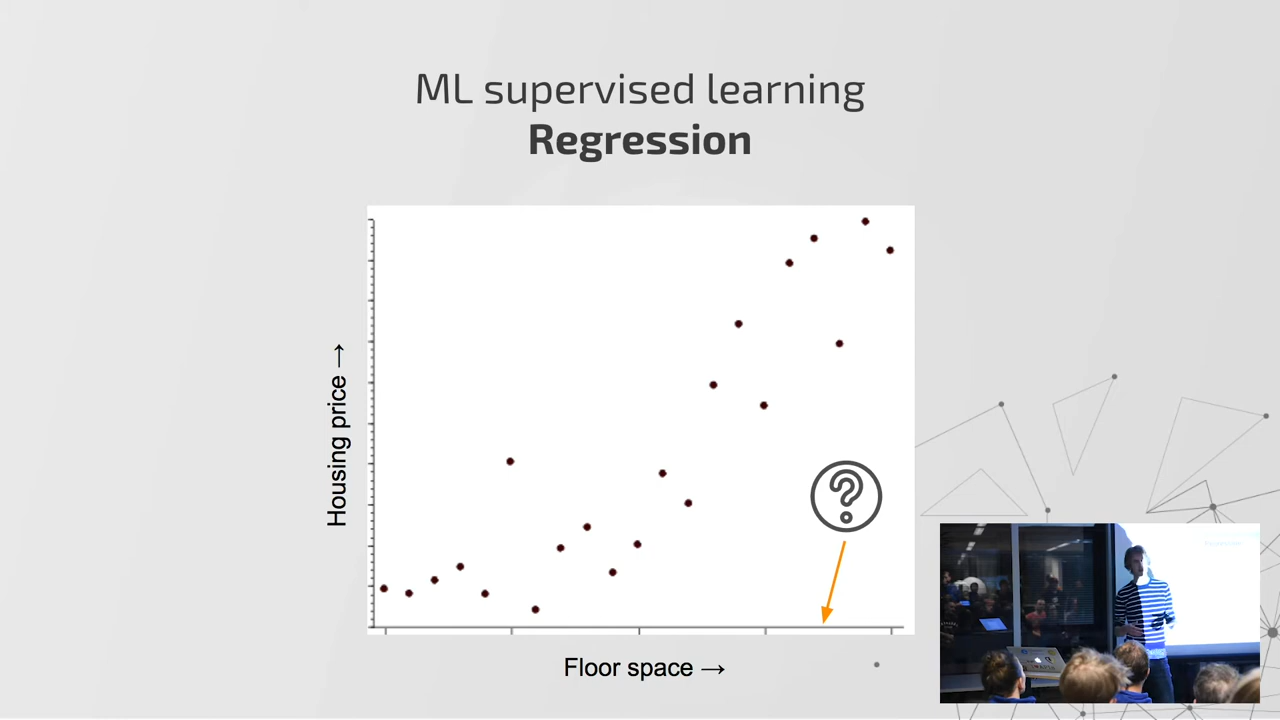 ML supervised learning
Regression
Housing price →
?
Floor space →